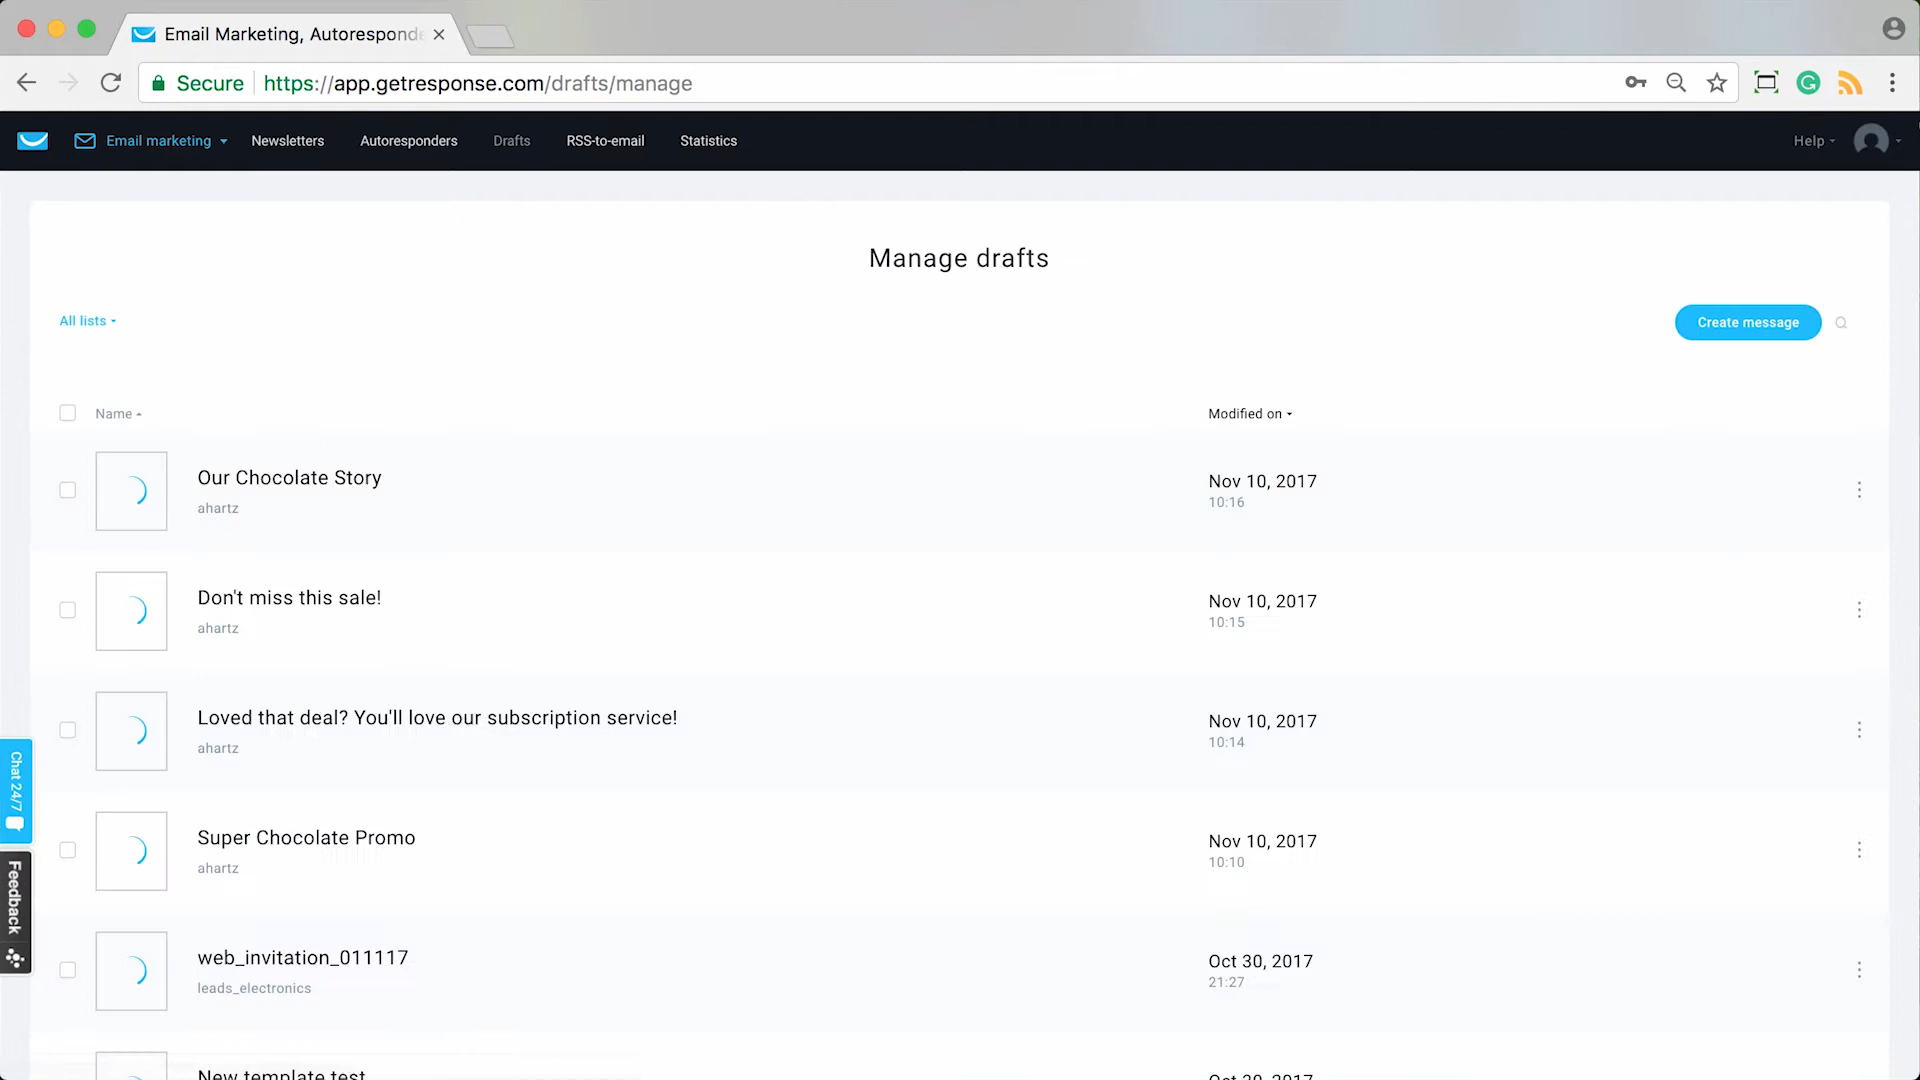 Email Marketing, Autoresponde
Secure
https://app.getresponse.com/drafts/manage
Email marketing
Newsletters
Autoresponders
Drafts
RSS-to-email
Statistics
Help
Manage drafts
All lists
Create message
Name
Modified on
Our Chocolate Story
ahartz
Nov 10, 2017
10:16
Don't miss this sale!
ahartz
Nov 10, 2017
10:15
Loved that deal? You'll love our subscription service!
ahartz
Nov 10, 2017
10:14
Super Chocolate Promo
ahartz
Nov 10, 2017
10:10
web_invitation_011117
leads_electronics
Oct 30, 2017
21:27
New template test
Oct 30, 2017
Chat 24/7
Feedback